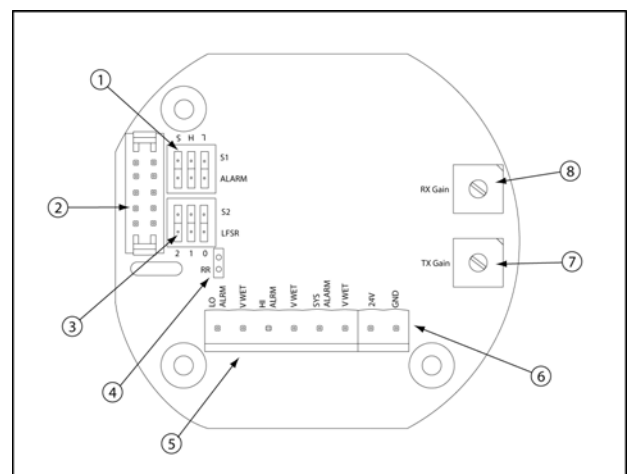 1
S H L
S1
ALARM
2
S2
LFSR
2 1 0
RR
3
4
LO
ALRM
V WET
HI
ALRM
V WET
SYS
ALARM
V WET
24V
GND
5
6
RX Gain
8
TX Gain
7